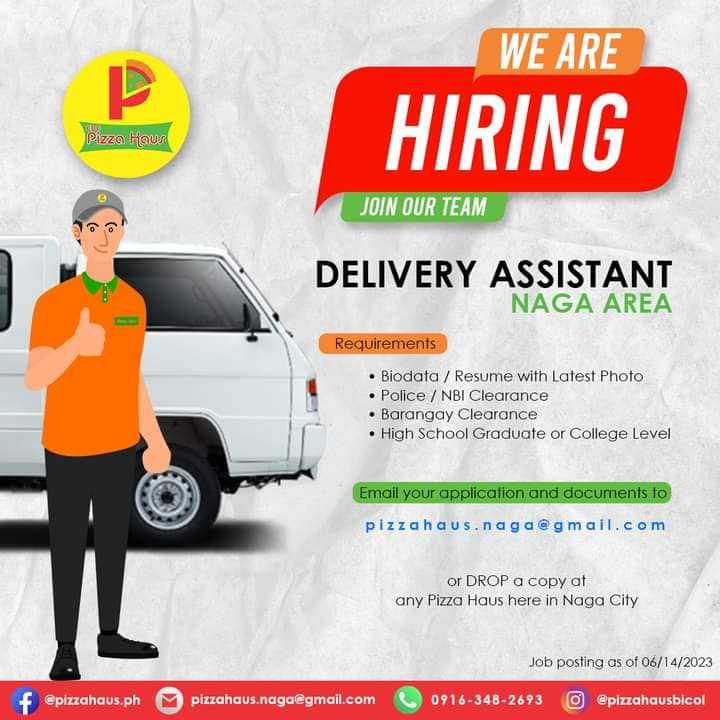 P
The
Pizza Haus
WE ARE
HIRING
JOIN OUR TEAM
DELIVERY ASSISTANT
NAGA AREA
Requirements
• Biodata / Resume with Latest Photo
• Police / NBI Clearance
• Barangay Clearance
• High School Graduate or College Level
Email your application and documents to
pizzahaus.naga@gmail.com
or DROP a copy at
any Pizza Haus here in Naga City
Job posting as of 06/14/2023
@pizzahaus.ph pizzahaus.naga@gmail.com 0916-348-2693 @pizzahausbicol